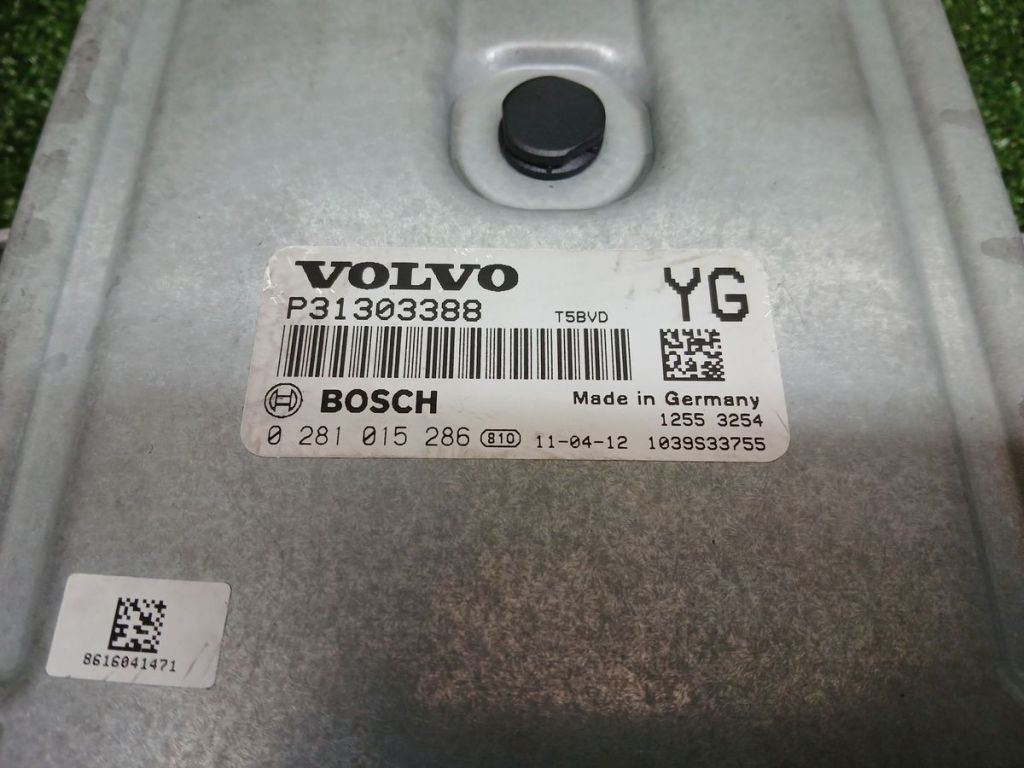 VOLVO
YG
P31303388 T5BVD
BOSCH
Made in Germany
1255 3254
0 281 015 286 810 11-04-12 1039S33755
8616041471